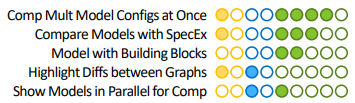 Comp Mult Model Configs at Once
Compare Models with SpecEx
Model with Building Blocks
Highlight Diffs between Graphs
Show Models in Parallel for Comp